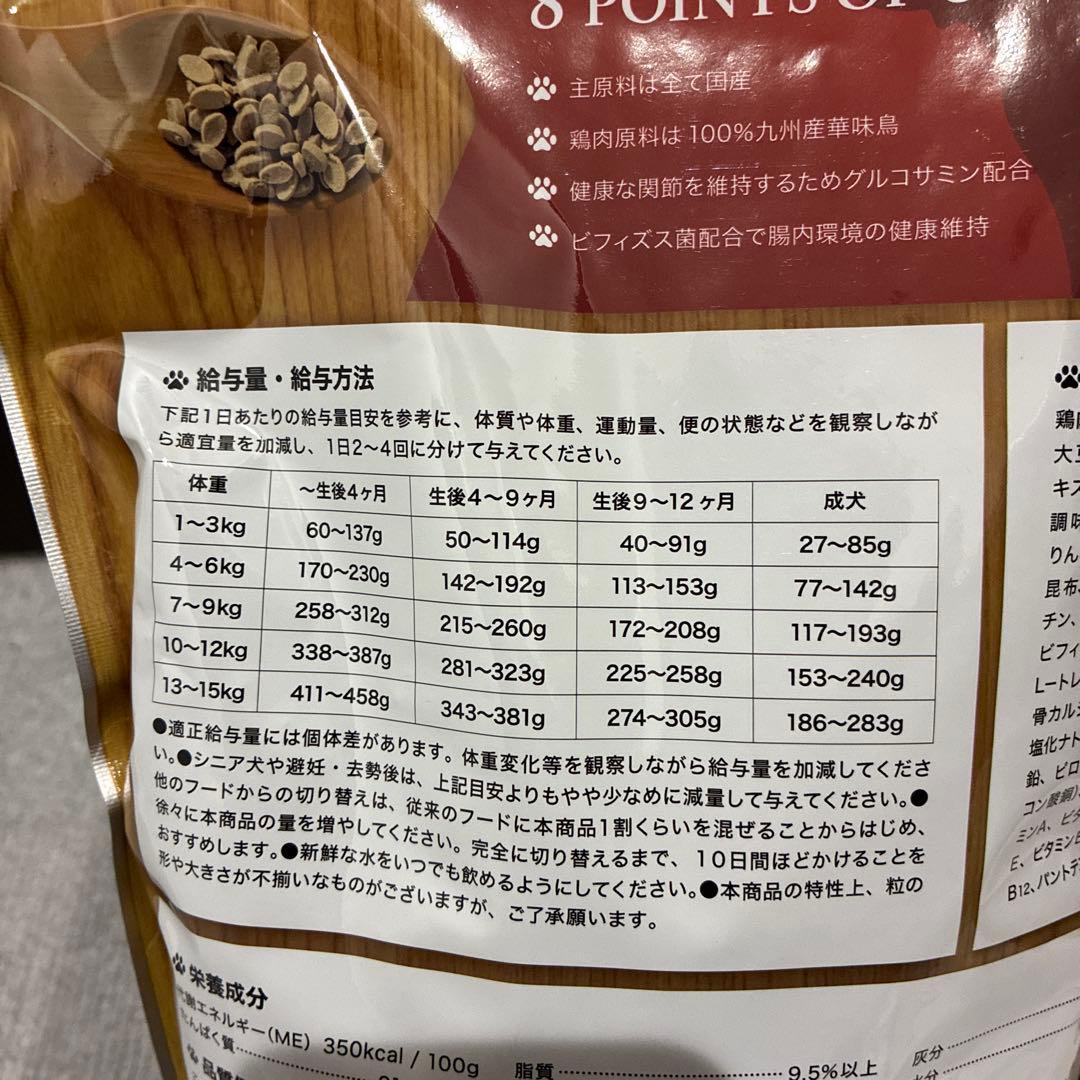 8 POINTS OF
主原料は全て国産
鶏肉原料は100%九州産華味鳥
健康な関節を維持するためグルコサミン配合
ビフィズス菌配合で腸内環境の健康維持
給与量・給与方法
下記1日あたりの給与量目安を参考に、体質や体重、運動量、便の状態などを観察しなが
ら適宜量を加減し、1日2〜4回に分けて与えてください。
体重 〜生後4ヶ月 生後4〜9ヶ月 生後9〜12ヶ月 成犬
1〜3kg 60〜137g 50〜114g 40〜91g 27〜85g
4〜6kg 170〜230g 142〜192g 113〜153g 77〜142g
7〜9kg 258〜312g 215〜260g 172〜208g 117〜193g
10〜12kg 338〜387g 281〜323g 225〜258g 153〜240g
13〜15kg 411〜458g 343〜381g 274〜305g 186〜283g
●適正給与量には個体差があります。体重変化等を観察しながら給与量を加減してくださ
い。●シニア犬や避妊・去勢後は、上記目安よりもやや少なめに減量して与えてください。●
他のフードからの切り替えは、従来のフードに本商品1割くらいを混ぜることからはじめ、
徐々に本商品の量を増やしてください。完全に切り替えるまで、10日間ほどかけることを
おすすめします。●新鮮な水をいつでも飲めるようにしてください。●本商品の特性上、粒の
形や大きさが不揃いなものがございますが、ご了承願います。
栄養成分
代謝エネルギー(ME) 350kcal / 100g
たんぱく質
脂質 9.5%以上
灰分
水分
鶏
大豆
キ
調味
りん
昆布、
チン、
ビフィ
L-トレ
骨カル
塩化ナト
鉛、ピロ
コン酸銅)
ミンA、ビタ
E、ビタミン
B12、パントテ